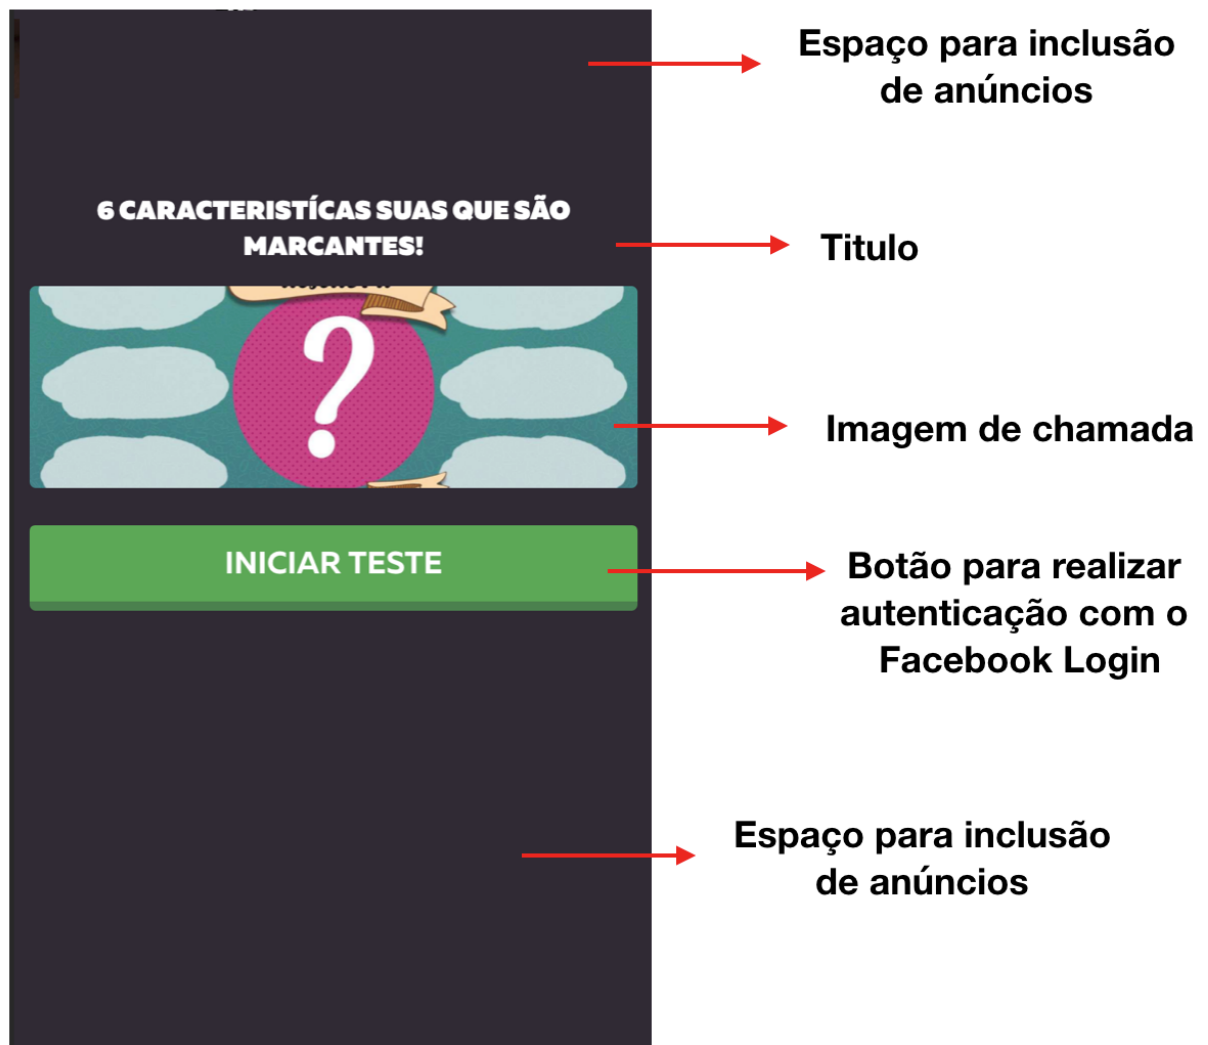 Espaço para inclusão
de anúncios
6 CARACTERISTÍCAS SUAS QUE SÃO
MARCANTES!
Titulo
?
Imagem de chamada
INICIAR TESTE
Botão para realizar
autenticação com o
Facebook Login
Espaço para inclusão
de anúncios